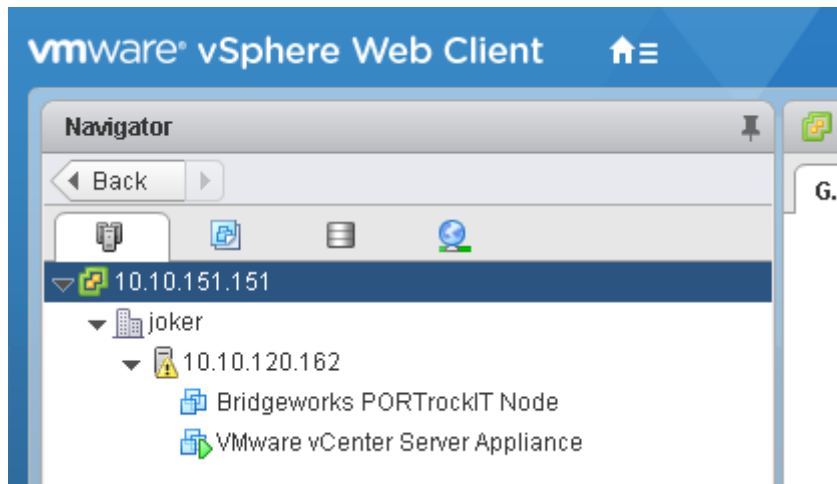 vmware® vSphere Web Client
Navigator
Back
G.
10.10.151.151
joker
10.10.120.162
Bridgeworks PORTrockIT Node
VMware vCenter Server Appliance